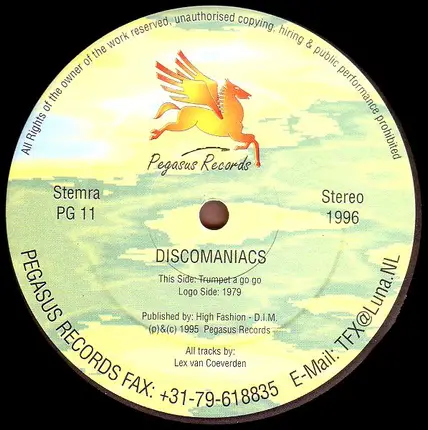 All Rights of the owner of the work reserved, unauthorised copying, hiring & public performance prohibited
Pegasus Records
Stemra
PG 11
Stereo
1996
DISCOMANIACS
This Side: Trumpet a go go
Logo Side: 1979
Published by: High Fashion - D.I.M.
(p)&(c) 1995 Pegasus Records
All tracks by:
Lex van Coeverden
PEGASUS RECORDS FAX: +31-79-618835 E-Mail: TFX@Luna.NL